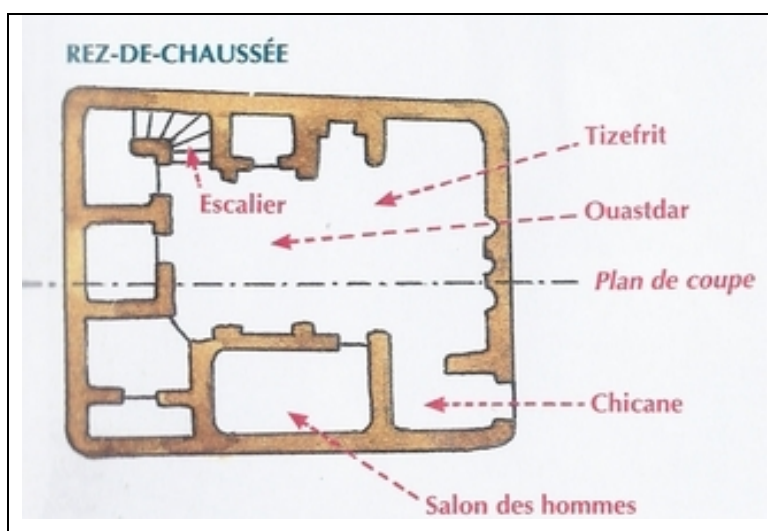 REZ-DE-CHAUSSÉE
Tizefrit
Escalier
Ouastdar
Plan de coupe
Chicane
Salon des hommes